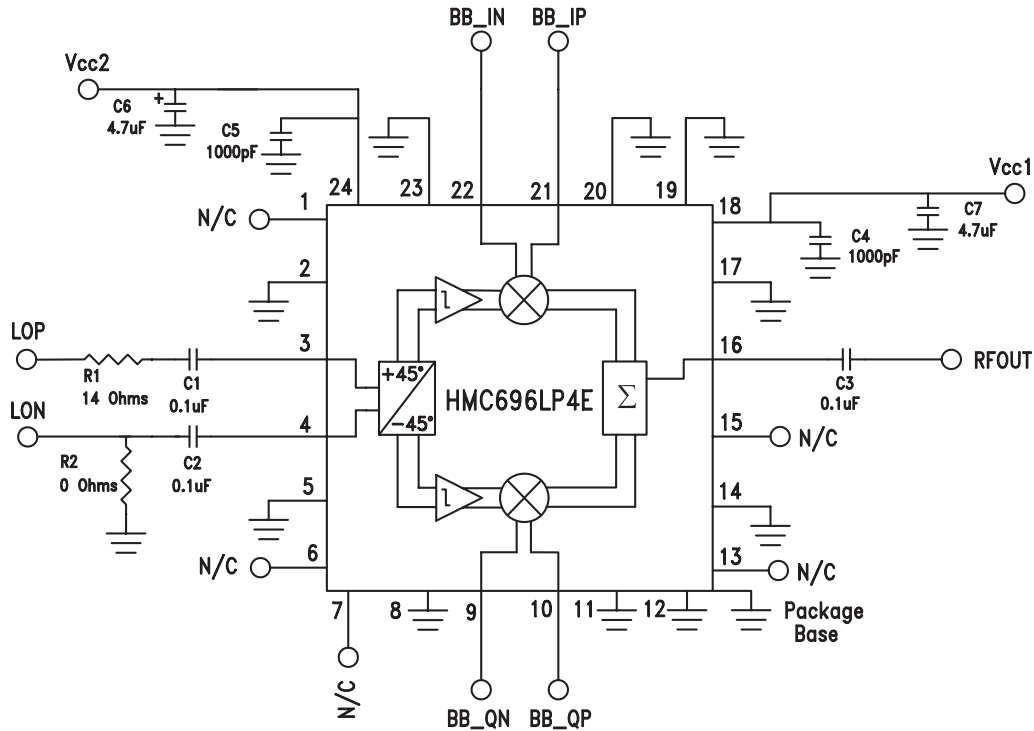 BB_IN
BB_IP
Vcc2
C6
4.7uF
+
C5
1000pF
24
23
22
21
20
19
Vcc1
C7
4.7uF
C4
1000pF
N/C
1
18
2
17
LOP
R1
14 Ohms
C1
0.1uF
3
16
C3
0.1uF
RFOUT
+45°
-45°
HMC696LP4E
Σ
LON
R2
0 Ohms
C2
0.1uF
4
15
N/C
5
14
N/C
6
13
N/C
7
8
9
10
11
12
Package
Base
N/C
BB_QN
BB_QP